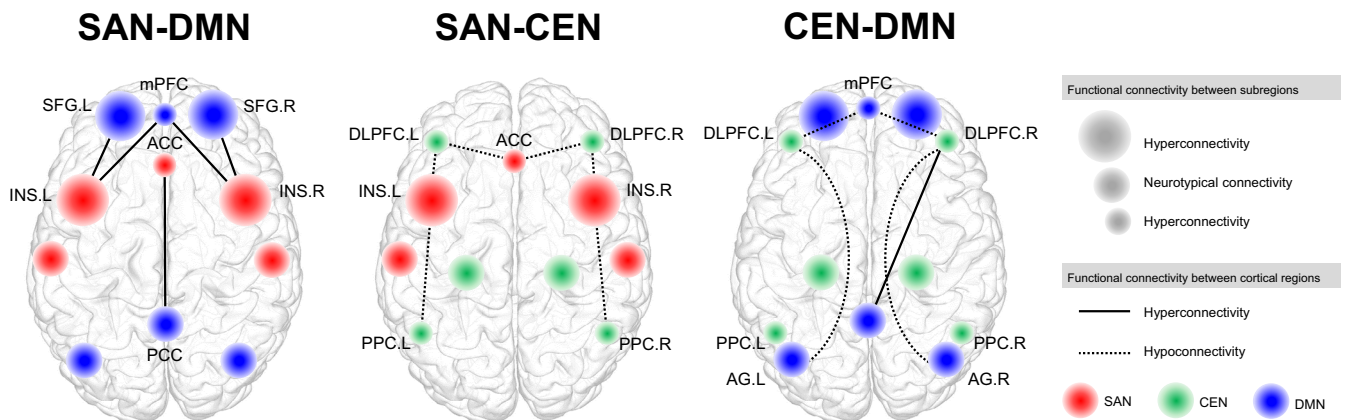 SAN-DMN
SAN-CEN
CEN-DMN
mPFC
SFG.L
SFG.R
ACC
INS.L
INS.R
PCC
DLPFC.L
ACC
DLPFC.R
INS.L
INS.R
PPC.L
PPC.R
mPFC
DLPFC.L
DLPFC.R
PPC.L
PPC.R
AG.L
AG.R
Functional connectivity between subregions
Hyperconnectivity
Neurotypical connectivity
Hyperconnectivity
Functional connectivity between cortical regions
Hyperconnectivity
Hypoconnectivity
SAN
CEN
DMN